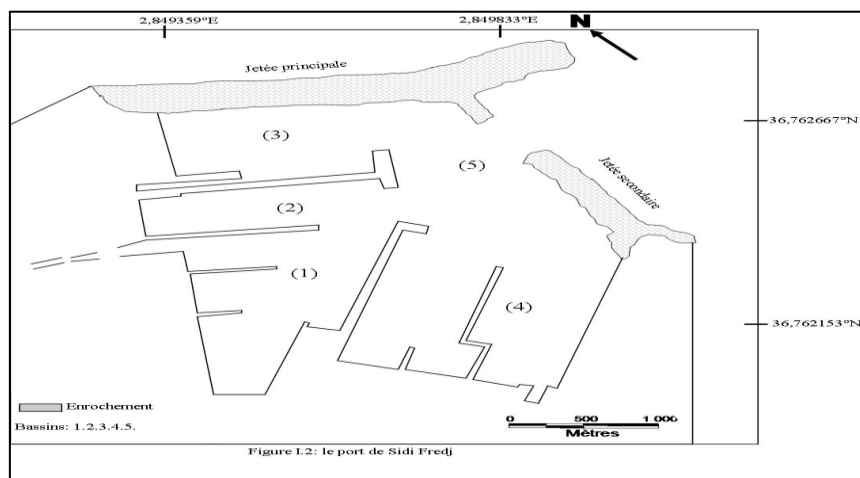 2,849359°E
2,849833°E
N
Jetée principale
36,762667°N
(3)
(5)
Jetée secondaire
(2)
(1)
(4)
36,762153°N
Enrochement
0 500 1 000
Bassins: 1.2.3.4.5.
Mètres
Figure I.2: le port de Sidi Fredj